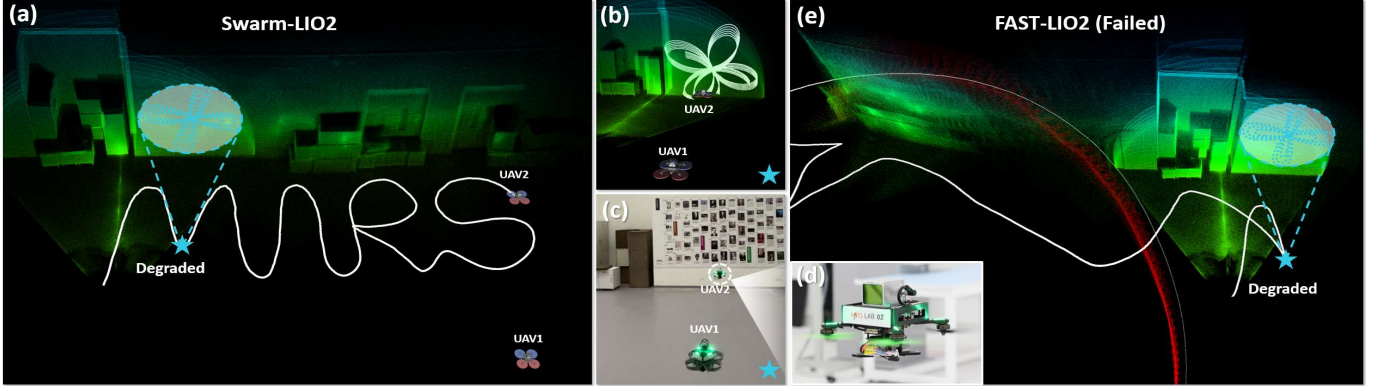 (a)
Swarm-LIO2
UAV2
Degraded
UAV1
(b)
UAV2
UAV1
(c)
UAV2
UAV1
(e)
FAST-LIO2 (Failed)
Degraded
(d)
LAB 02